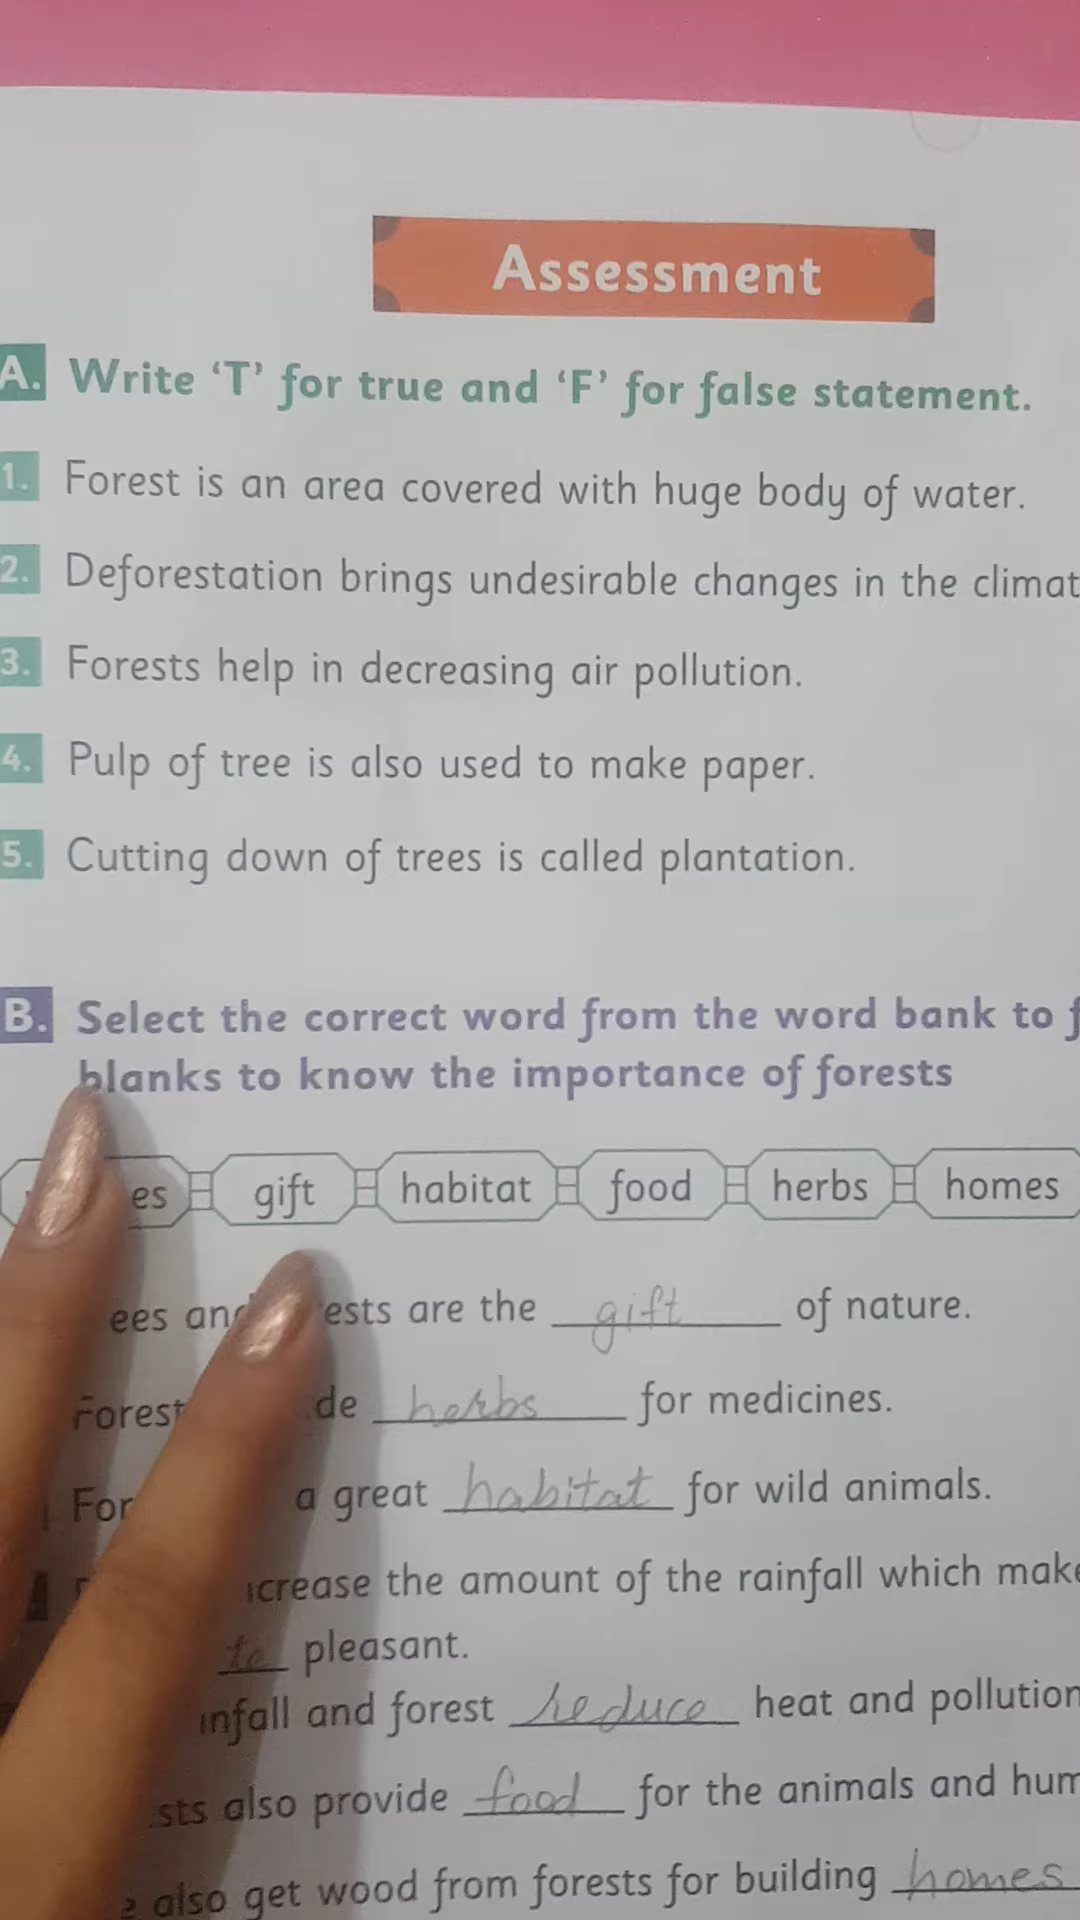 Assessment
A. Write ‘T’ for true and ‘F’ for false statement.
1. Forest is an area covered with huge body of water.
2. Deforestation brings undesirable changes in the climat
3. Forests help in decreasing air pollution.
4. Pulp of tree is also used to make paper.
5. Cutting down of trees is called plantation.
B. Select the correct word from the word bank to f
blanks to know the importance of forests
es gift habitat food herbs homes
ees and ests are the gift of nature.
Forest de herbs for medicines.
For a great habitat for wild animals.
crease the amount of the rainfall which make
te pleasant.
infall and forest reduce heat and pollution
sts also provide food for the animals and hum
also get wood from forests for building homes